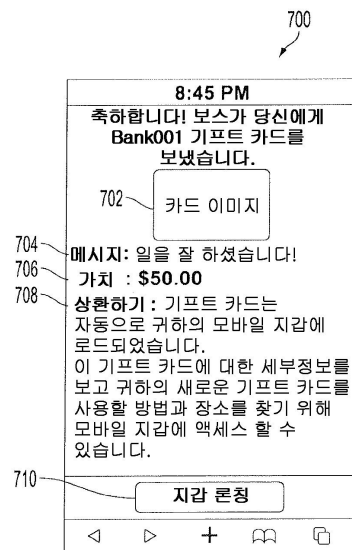 700
8:45 PM
축하합니다! 보스가 당신에게
Bank001 기프트 카드를
보냈습니다.
702
카드 이미지
704
메시지: 일을 잘 하셨습니다!
706
가치 : $50.00
708
상환하기 : 기프트 카드는
자동으로 귀하의 모바일 지갑에
로드되었습니다.
이 기프트 카드에 대한 세부정보를
보고 귀하의 새로운 기프트 카드를
사용할 방법과 장소를 찾기 위해
모바일 지갑에 액세스 할 수
있습니다.
710
지갑 론칭